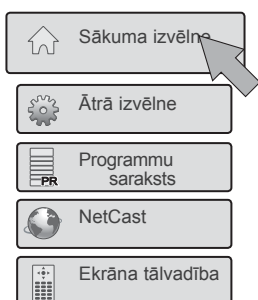 Sākuma izvēlne
Ātrā izvēlne
PR
Programmu
saraksts
NetCast
Ekrāna tālvadība